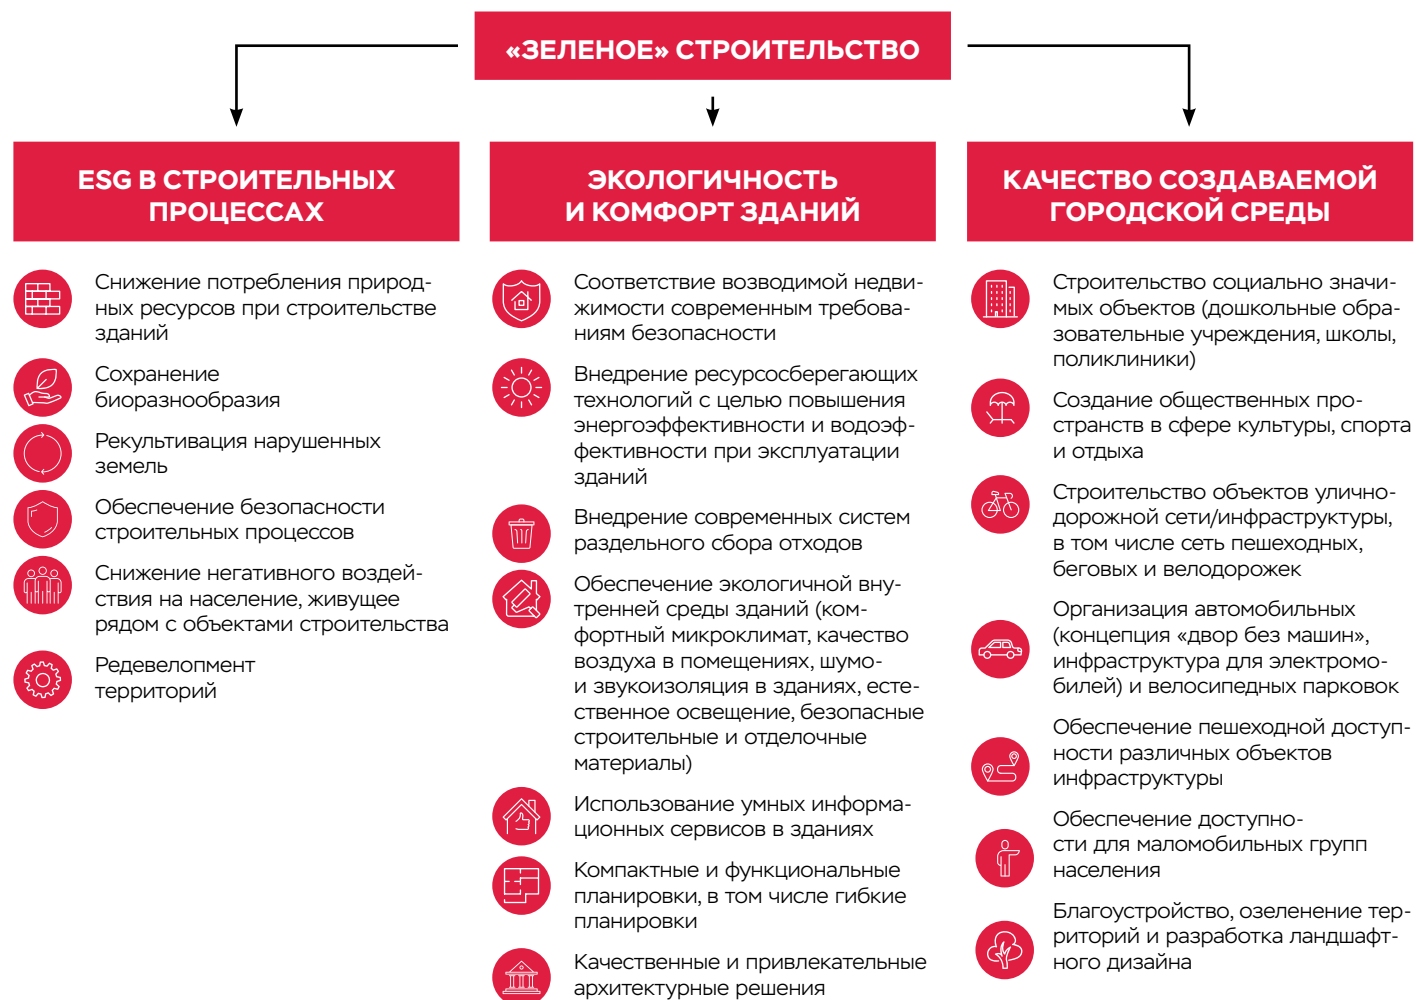 «ЗЕЛЕНОЕ» СТРОИТЕЛЬСТВО
ESG В СТРОИТЕЛЬНЫХ
ПРОЦЕССАХ
Снижение потребления природ-
ных ресурсов при строительстве
зданий
Сохранение
биоразнообразия
Рекультивация нарушенных
земель
Обеспечение безопасности
строительных процессов
Снижение негативного воздей-
ствия на население, живущее
рядом с объектами строительства
Редевелопмент
территорий
ЭКОЛОГИЧНОСТЬ
И КОМФОРТ ЗДАНИЙ
Соответствие возводимой недви-
жимости современным требова-
ниям безопасности
Внедрение ресурсосберегающих
технологий с целью повышения
энергоэффективности и водоэф-
фективности при эксплуатации
зданий
Внедрение современных систем
раздельного сбора отходов
Обеспечение экологичной вну-
тренней среды зданий (ком-
фортный микроклимат, качество
воздуха в помещениях, шумо-
и звукоизоляция в зданиях, есте-
ственное освещение, безопасные
строительные и отделочные
материалы)
Использование умных информа-
ционных сервисов в зданиях
Компактные и функциональные
планировки, в том числе гибкие
планировки
Качественные и привлекательные
архитектурные решения
КАЧЕСТВО СОЗДАВАЕМОЙ
ГОРОДСКОЙ СРЕДЫ
Строительство социально значи-
мых объектов (дошкольные обра-
зовательные учреждения, школы,
поликлиники)
Создание общественных про-
странств в сфере культуры, спорта
и отдыха
Строительство объектов улично-
дорожной сети/инфраструктуры,
в том числе сеть пешеходных,
беговых и велодорожек
Организация автомобильных
(концепция «двор без машин»,
инфраструктура для электромо-
билей) и велосипедных парковок
Обеспечение пешеходной доступ-
ности различных объектов
инфраструктуры
Обеспечение доступно-
сти для маломобильных групп
населения
Благоустройство, озеленение тер-
риторий и разработка ландшафт-
ного дизайна